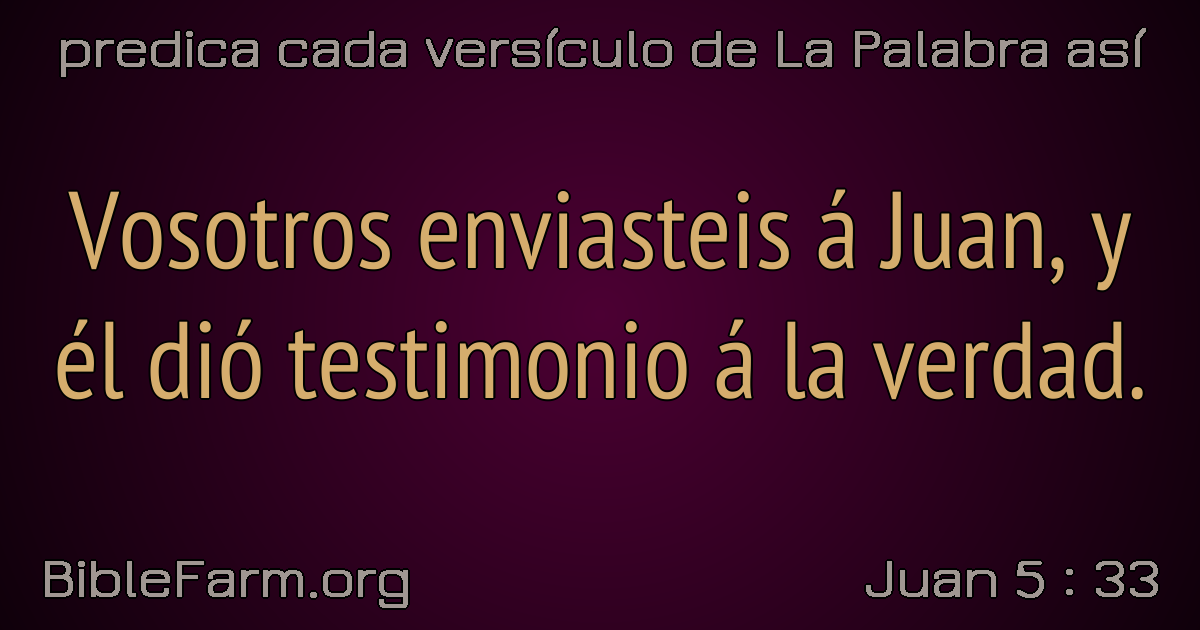 predica cada versículo de La Palabra así
Vosotros enviasteis á Juan, y
él dió testimonio á la verdad.
BibleFarm.org
Juan 5 : 33